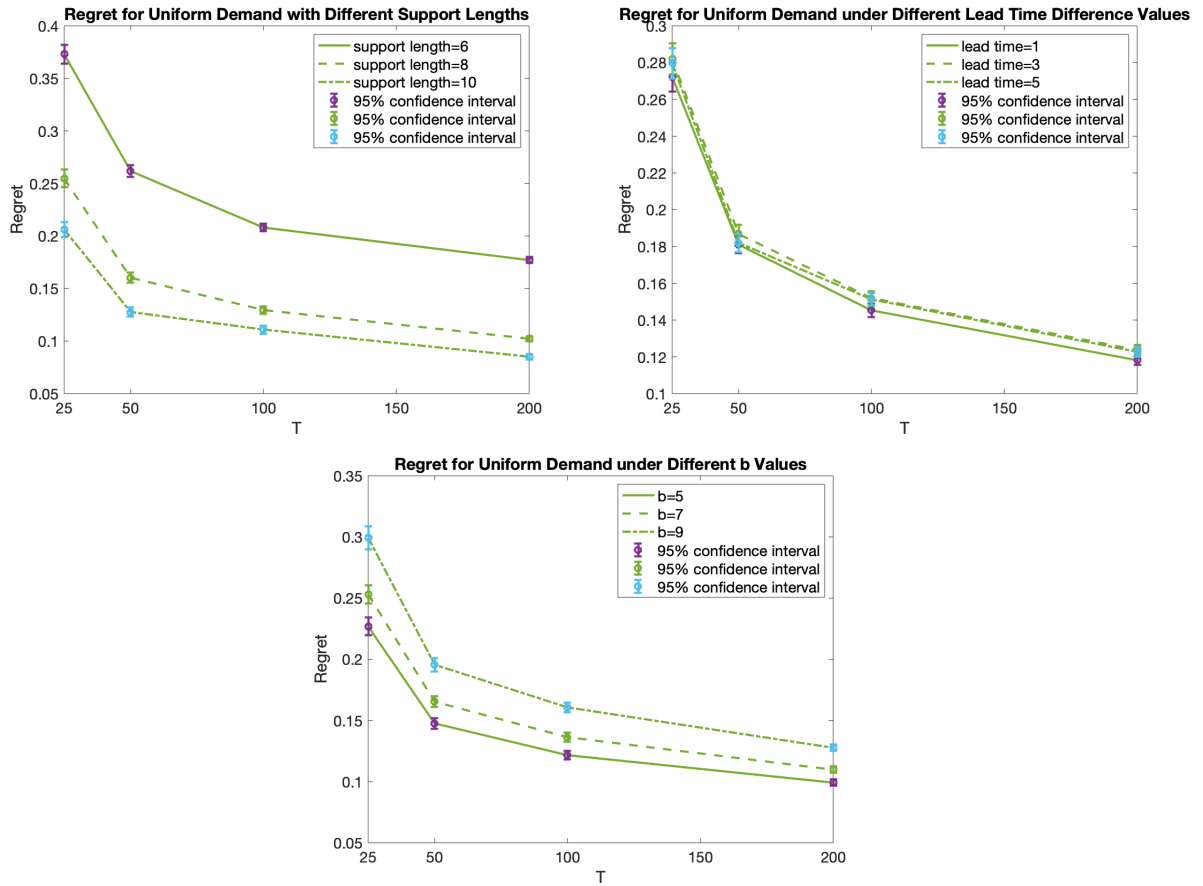 Regret for Uniform Demand with Different Support Lengths
0.4
0.35
0.3
0.25
0.2
0.15
0.1
0.05
Regret
25
50
100
150
200
T
support length=6
support length=8
support length=10
95% confidence interval
95% confidence interval
95% confidence interval
Regret for Uniform Demand under Different Lead Time Difference Values
0.3
0.28
0.26
0.24
0.22
0.2
0.18
0.16
0.14
0.12
0.1
Regret
25
50
100
150
200
T
lead time=1
lead time=3
lead time=5
95% confidence interval
95% confidence interval
95% confidence interval
Regret for Uniform Demand under Different b Values
0.35
0.3
0.25
0.2
0.15
0.1
0.05
Regret
25
50
100
150
200
T
b=5
b=7
b=9
95% confidence interval
95% confidence interval
95% confidence interval